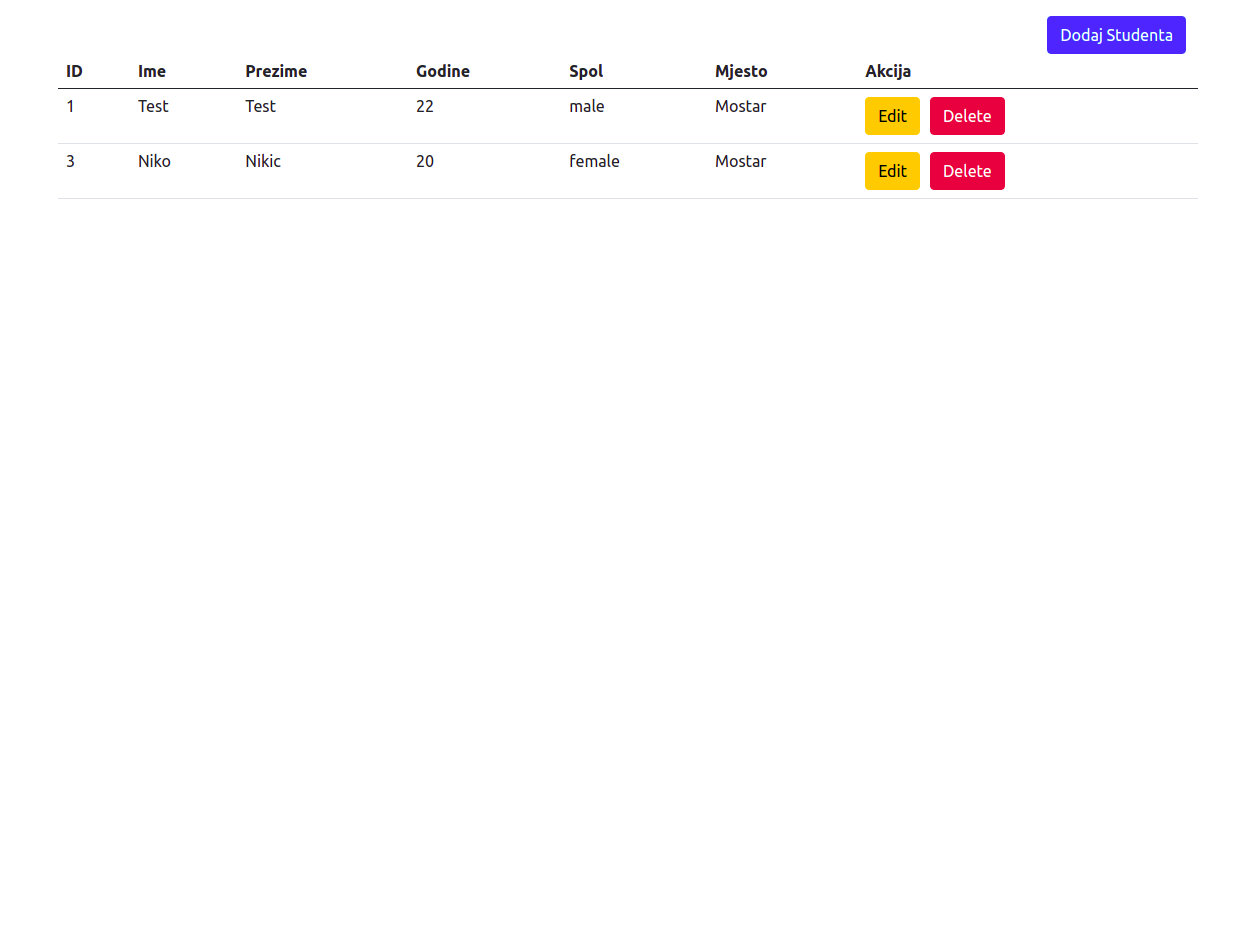 Dodaj Studenta
ID Ime Prezime Godine Spol Mjesto Akcija
1 Test Test 22 male Mostar Edit Delete
3 Niko Nikic 20 female Mostar Edit Delete